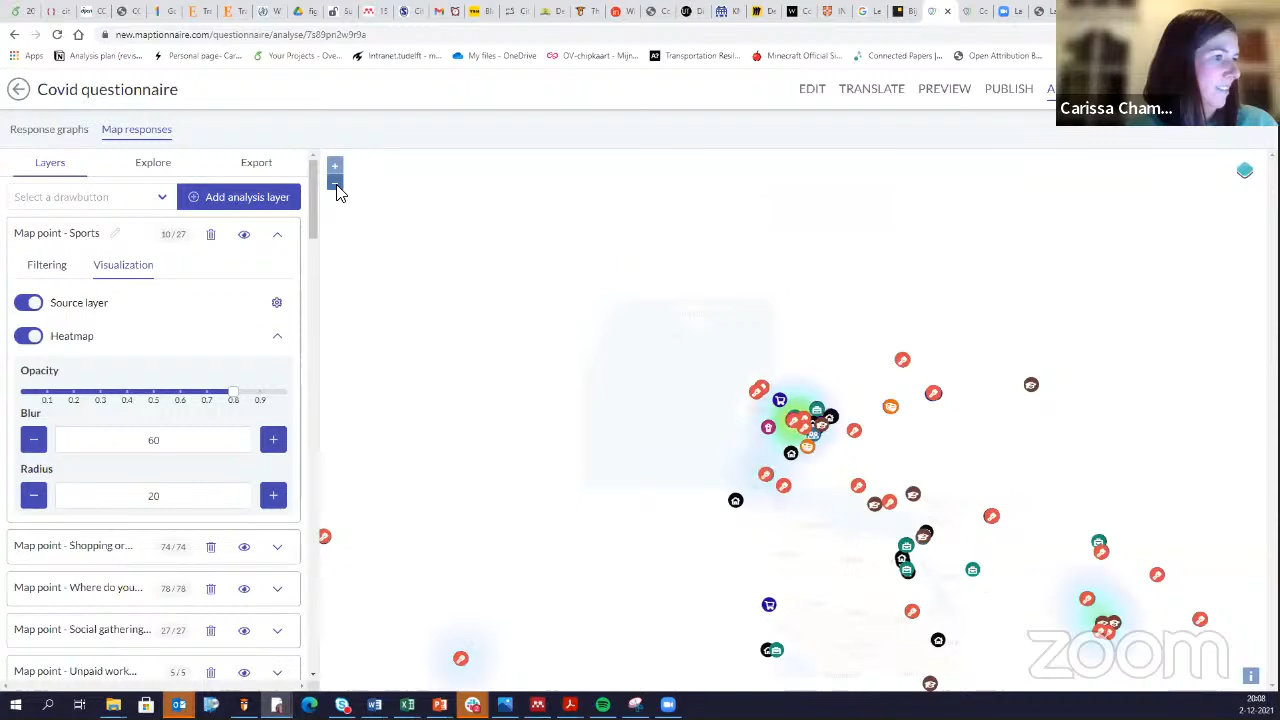 new.maptionnaire.com/questionnaire/analyse/7s89pn2w9r9a
Apps
Analysis plan (revis...
Personal page- Car...
Your Projects – Ove...
Intranet.tudelft - m...
My files - OneDrive
OV-chipkaart - Mijn...
Transportation Resil...
Minecraft Official Si...
Connected Papers |...
Open Attribution B...
Carissa Cham...
Covid questionnaire
EDIT
TRANSLATE
PREVIEW
PUBLISH
Response graphs
Map responses
Layers
Explore
Export
Select a drawbutton
Add analysis layer
Map point - Sports
10/27
Filtering
Visualization
Source layer
Heatmap
Opacity
0.1 0.2 0.3 0.4 0.5 0.6 0.7 0.8 0.9
Blur
60
Radius
20
Map point - Shopping or...
74/74
Map point - Where do you...
78/78
Map point - Social gathering...
27/27
Map point - Unpaid work...
5/5
zoom
20:08
2-12-2021